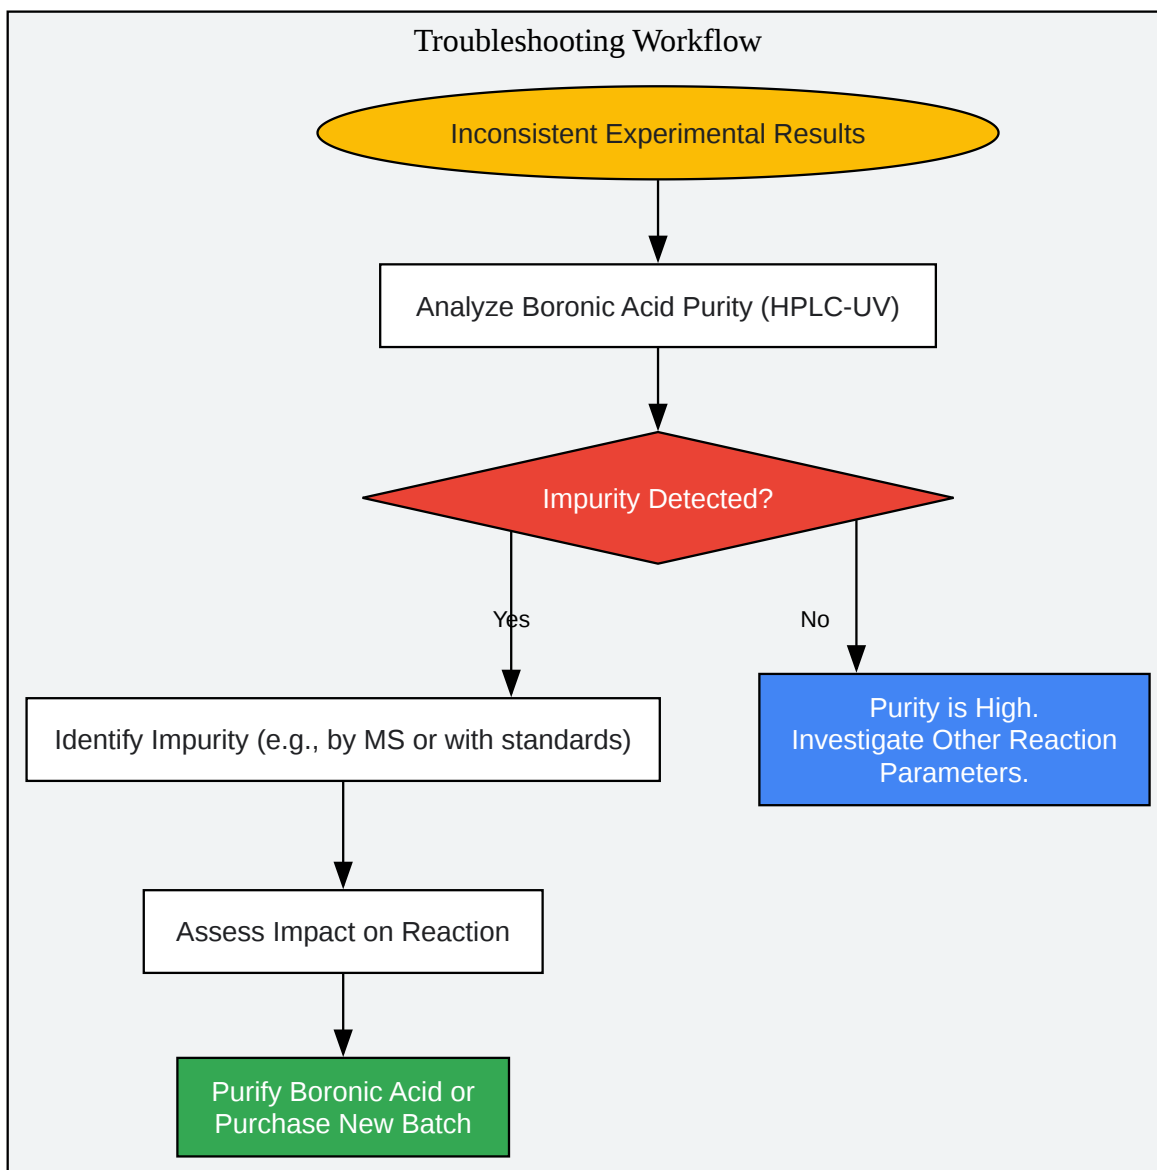 Troubleshooting Workflow
Inconsistent Experimental Results
Analyze Boronic Acid Purity (HPLC-UV)
Impurity Detected?
Yes
No
Identify Impurity (e.g., by MS or with standards)
Purity is High.
Investigate Other Reaction
Parameters.
Assess Impact on Reaction
Purify Boronic Acid or
Purchase New Batch